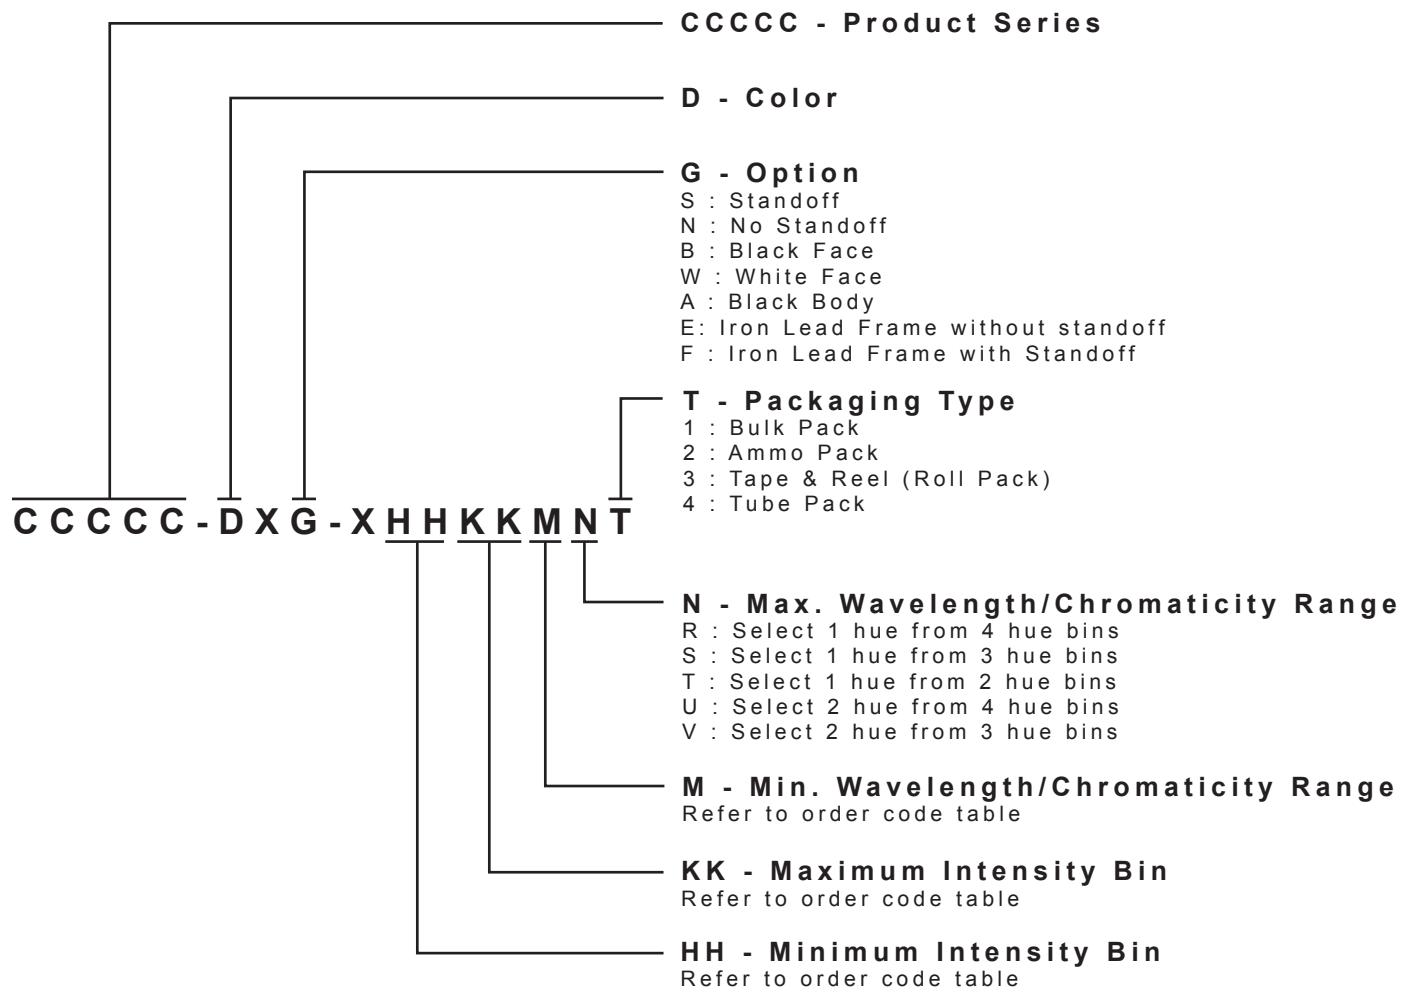 CCCCC - Product Series
D - Color
G - Option
S : Standoff
N : No Standoff
B : Black Face
W : White Face
A : Black Body
E: Iron Lead Frame without standoff
F : Iron Lead Frame with Standoff
T - Packaging Type
1 : Bulk Pack
2 : Ammo Pack
3 : Tape & Reel (Roll Pack)
4 : Tube Pack
CCCCC-DXG-XHHKKMNT
N - Max. Wavelength/Chromaticity Range
R : Select 1 hue from 4 hue bins
S : Select 1 hue from 3 hue bins
T : Select 1 hue from 2 hue bins
U : Select 2 hue from 4 hue bins
V : Select 2 hue from 3 hue bins
M - Min. Wavelength/Chromaticity Range
Refer to order code table
KK - Maximum Intensity Bin
Refer to order code table
HH - Minimum Intensity Bin
Refer to order code table